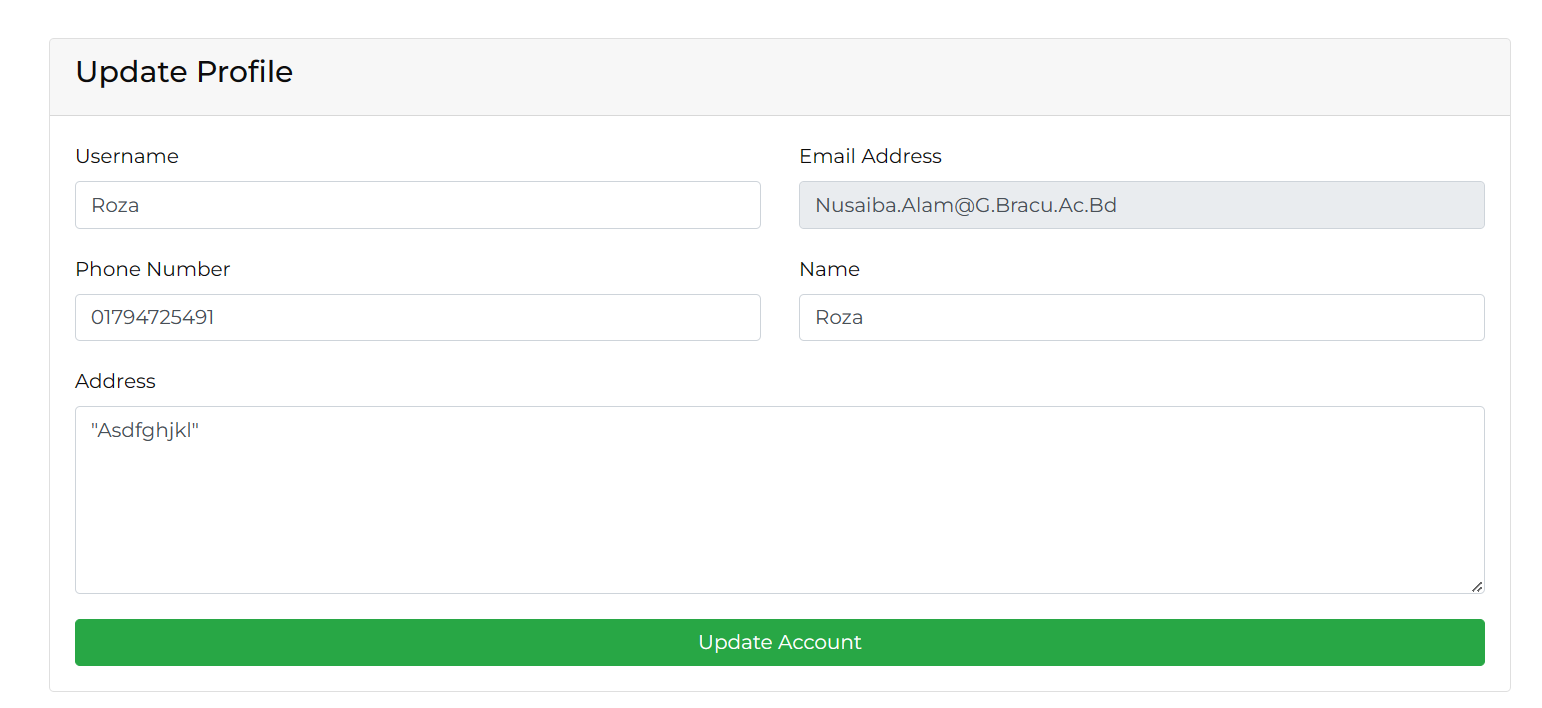 Update Profile
Username
Email Address
Roza
Nusaiba.Alam@G.Bracu.Ac.Bd
Phone Number
Name
01794725491
Roza
Address
"Asdfghjkl"
Update Account